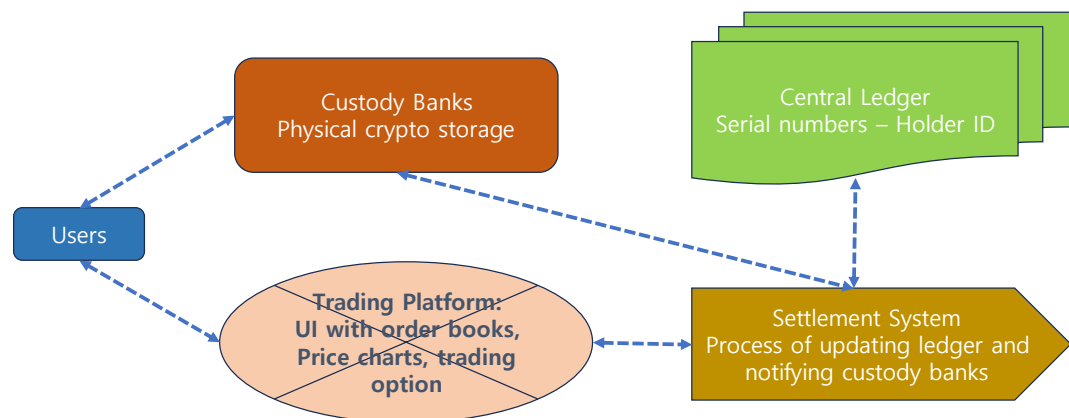 Custody Banks
Physical crypto storage
Central Ledger
Serial numbers – Holder ID
Users
Trading Platform:
UI with order books,
Price charts, trading
option
Settlement System
Process of updating ledger and
notifying custody banks